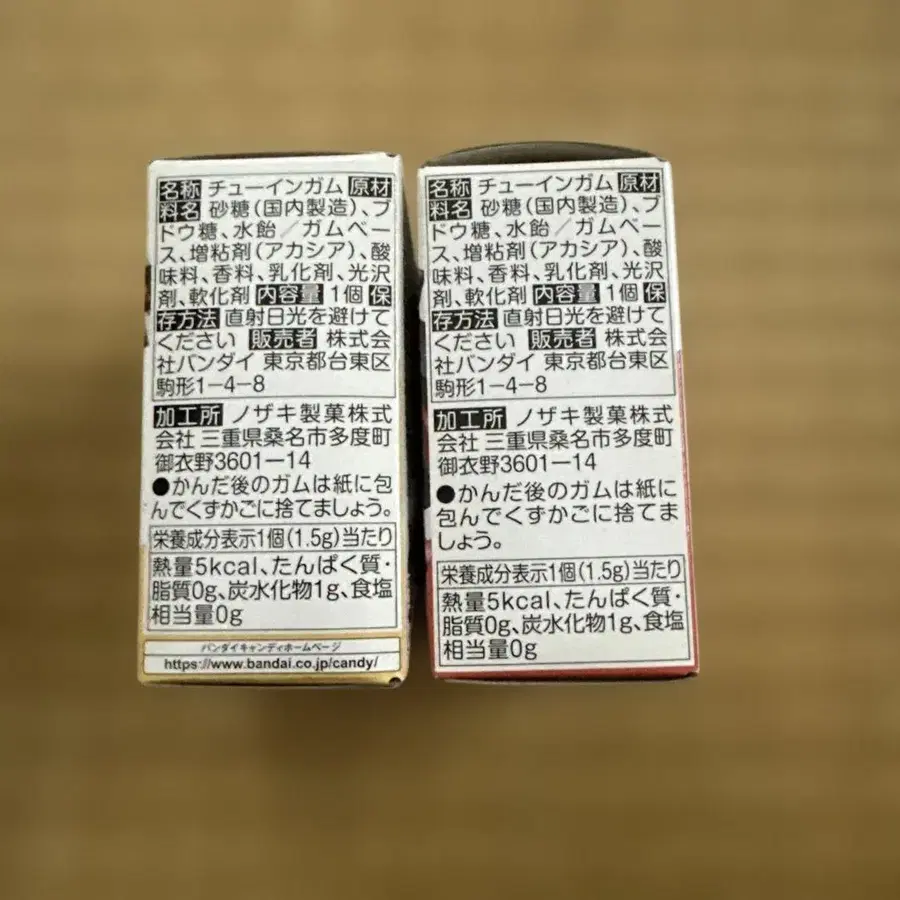 名称 チューインガム 原材
料名 砂糖(国内製造)、ブ
ドウ糖、水飴/ガムベー
ス、増粘剤(アカシア)、酸
味料、香料、乳化剤、光沢
剤、軟化剤 内容量 1個 保
存方法 直射日光を避けて
ください 販売者 株式会
社バンダイ 東京都台東区
駒形1-4-8
加工所 ノザキ製菓株式
会社 三重県桑名市多度町
御衣野3601-14
●かんだ後のガムは紙に包
んでくずかごに捨てましょう。
栄養成分表示1個(1.5g)当たり
熱量5kcal、たんぱく質・
脂質0g、炭水化物1g、食塩
相当量0g
バンダイキャンディホームページ
https://www.bandai.co.jp/candy/
名称 チューインガム 原材
料名 砂糖(国内製造)、ブ
ドウ糖、水飴/ガムベー
ス、増粘剤(アカシア)、酸
味料、香料、乳化剤、光沢
剤、軟化剤 内容量 1個 保
存方法 直射日光を避けて
ください 販売者 株式会
社バンダイ 東京都台東区
駒形1-4-8
加工所 ノザキ製菓株式
会社 三重県桑名市多度町
御衣野3601-14
●かんだ後のガムは紙に
包んでくずかごに捨てま
しょう。
栄養成分表示1個(1.5g)当たり
熱量5kcal、たんぱく質・
脂質0g、炭水化物1g、食塩
相当量0g